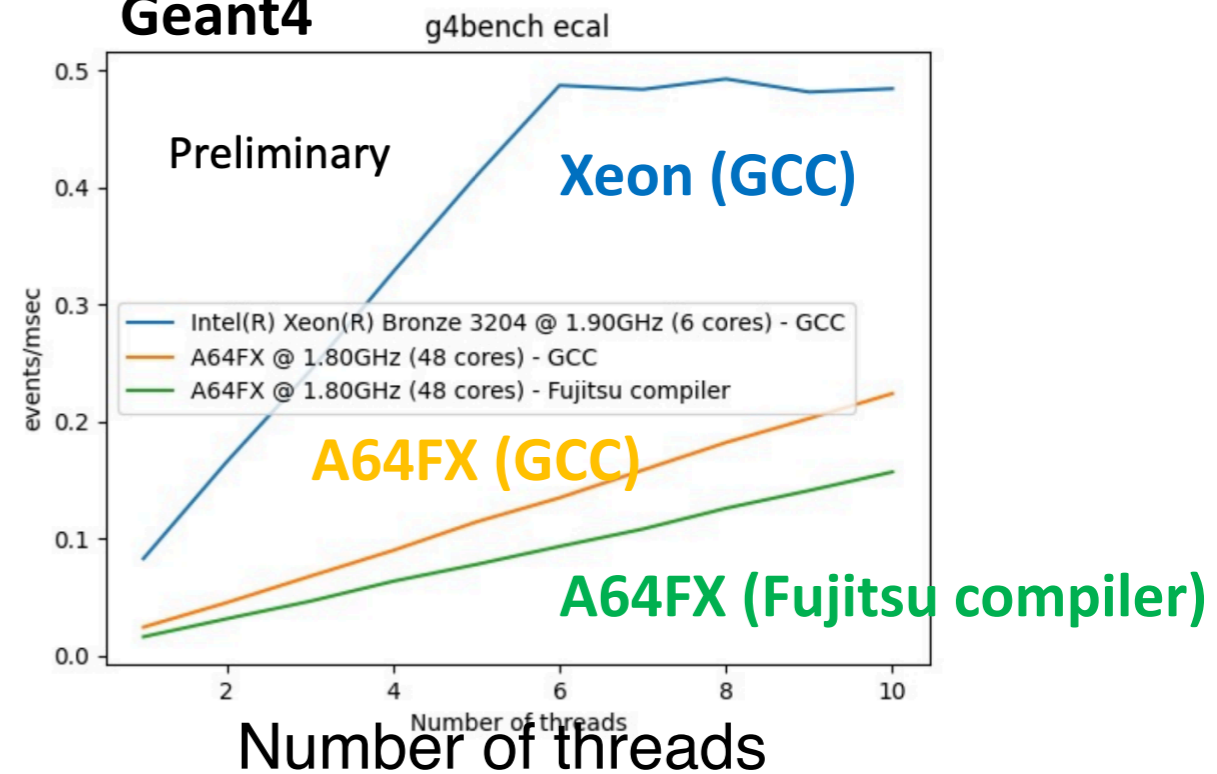 Geant4
g4bench ecal
0.5
Preliminary
Xeon (GCC)
0.4
0.3
Intel(R) Xeon(R) Bronze 3204 @ 1.90GHz (6 cores) - GCC
A64FX @ 1.80GHz (48 cores) - GCC
A64FX @ 1.80GHz (48 cores) - Fujitsu compiler
events/msec
0.2
A64FX (GCC)
0.1
A64FX (Fujitsu compiler)
0.0
2 4 6 8 10
Number of threads
Number of threads